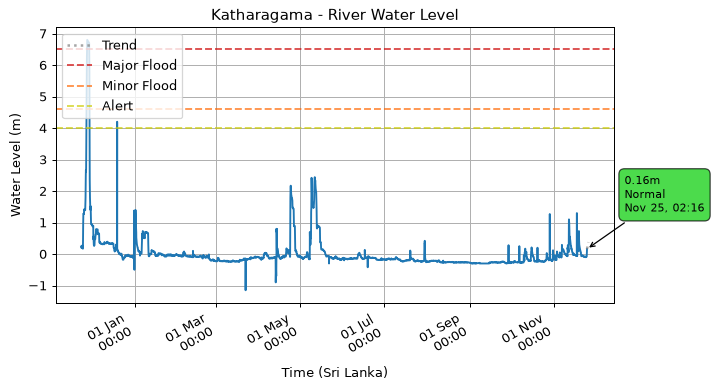 Katharagama - River Water Level
Trend
Major Flood
Minor Flood
Alert
7
6
5
4
3
2
1
0
−1
Water Level (m)
0.16m
Normal
Nov 25, 02:16
01 Jan
00:00
01 Mar
00:00
01 May
00:00
01 Jul
00:00
01 Sep
00:00
01 Nov
00:00
Time (Sri Lanka)